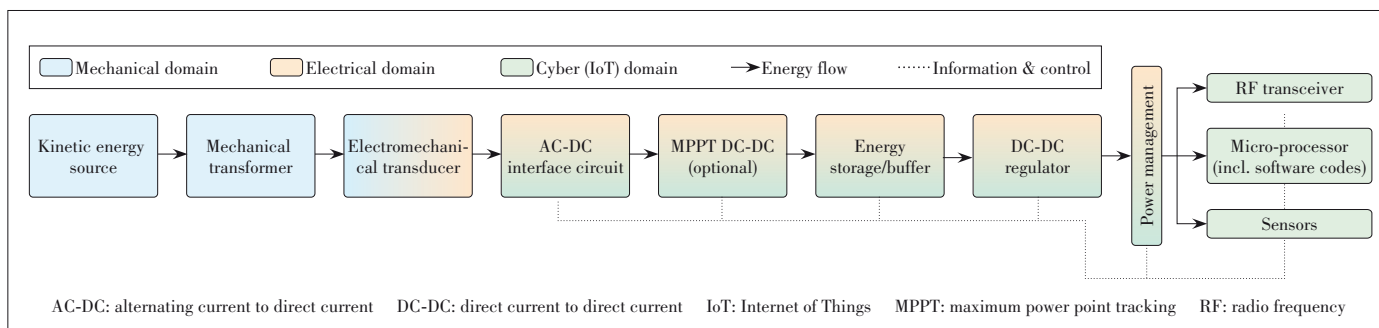 Mechanical domain
Electrical domain
Cyber (IoT) domain
Energy flow
Information & control
Kinetic energy
source
Mechanical
transformer
Electromechani-
cal transducer
AC-DC
interface circuit
MPPT DC-DC
(optional)
Energy
storage/buffer
DC-DC
regulator
Power management
RF transceiver
Micro-processor
(incl. software codes)
Sensors
AC-DC: alternating current to direct current DC-DC: direct current to direct current IoT: Internet of Things MPPT: maximum power point tracking RF: radio frequency